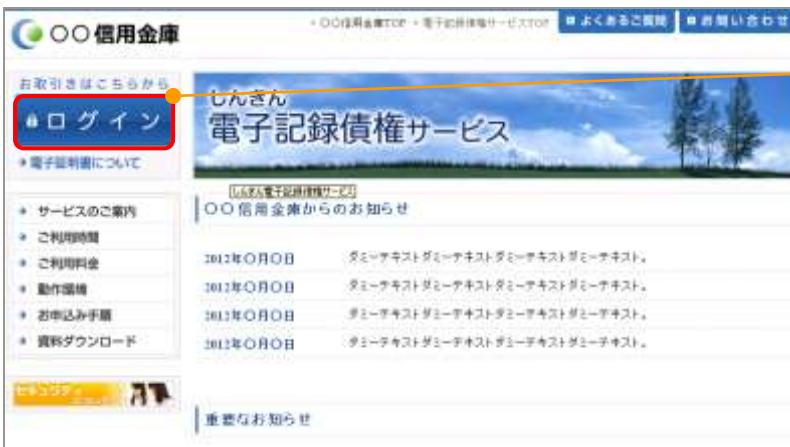 〇〇信用金庫
・〇〇信用金庫TOP ・電子記録債権サービスTOP
よくあるご質問
お問い合わせ
お取引きはこちらから
ログイン
電子証明書について
しんきん
電子記録債権サービス
しんきん電子記録債権サービス
サービスのご案内
ご利用時間
ご利用料金
動作環境
お申込み手順
資料ダウンロード
セキュリティ
〇〇信用金庫からのお知らせ
2012年〇月〇日 ダミーテキストダミーテキストダミーテキストダミーテキスト。
2012年〇月〇日 ダミーテキストダミーテキストダミーテキストダミーテキスト。
2012年〇月〇日 ダミーテキストダミーテキストダミーテキストダミーテキスト。
2012年〇月〇日 ダミーテキストダミーテキストダミーテキストダミーテキスト。
重要なお知らせ